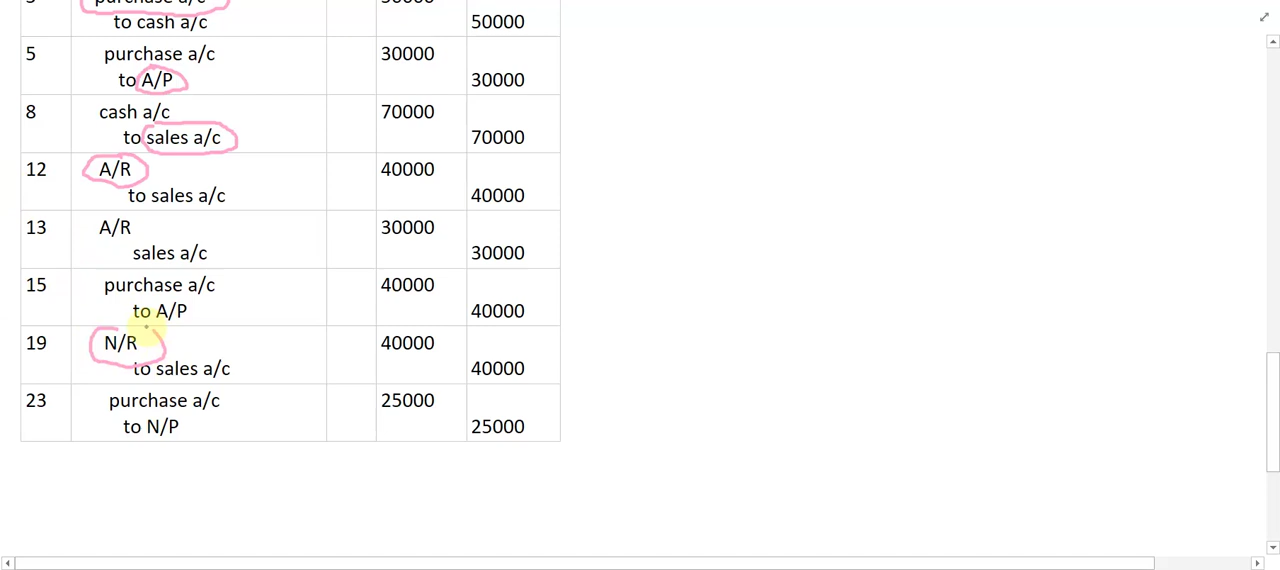 purchase a/c
to cash a/c 50000
5 purchase a/c 30000
to A/P 30000
8 cash a/c 70000
to sales a/c 70000
12 A/R 40000
to sales a/c 40000
13 A/R 30000
sales a/c 30000
15 purchase a/c 40000
to A/P 40000
19 N/R 40000
to sales a/c 40000
23 purchase a/c 25000
to N/P 25000